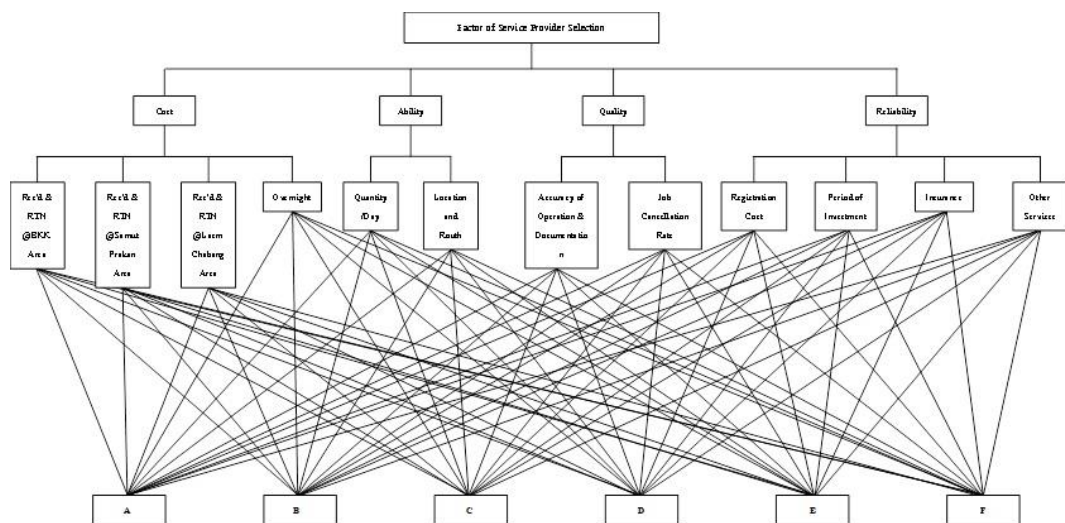 Factor of Service Provider Selection
Cost
Ability
Quality
Reliability
Rec'd &
RTN
@BKK
Area
Rec'd &
RTN
@Samut
Prakan
Area
Rec'd &
RTN
@Laem
Chabang
Area
Overnight
Quantity
/Day
Location
and
Routh
Accuracy of
Operation &
Documentatio
n
Job
Cancellation
Rate
Registration
Cost
Period of
Investment
Insurance
Other
Services
A
B
C
D
E
F